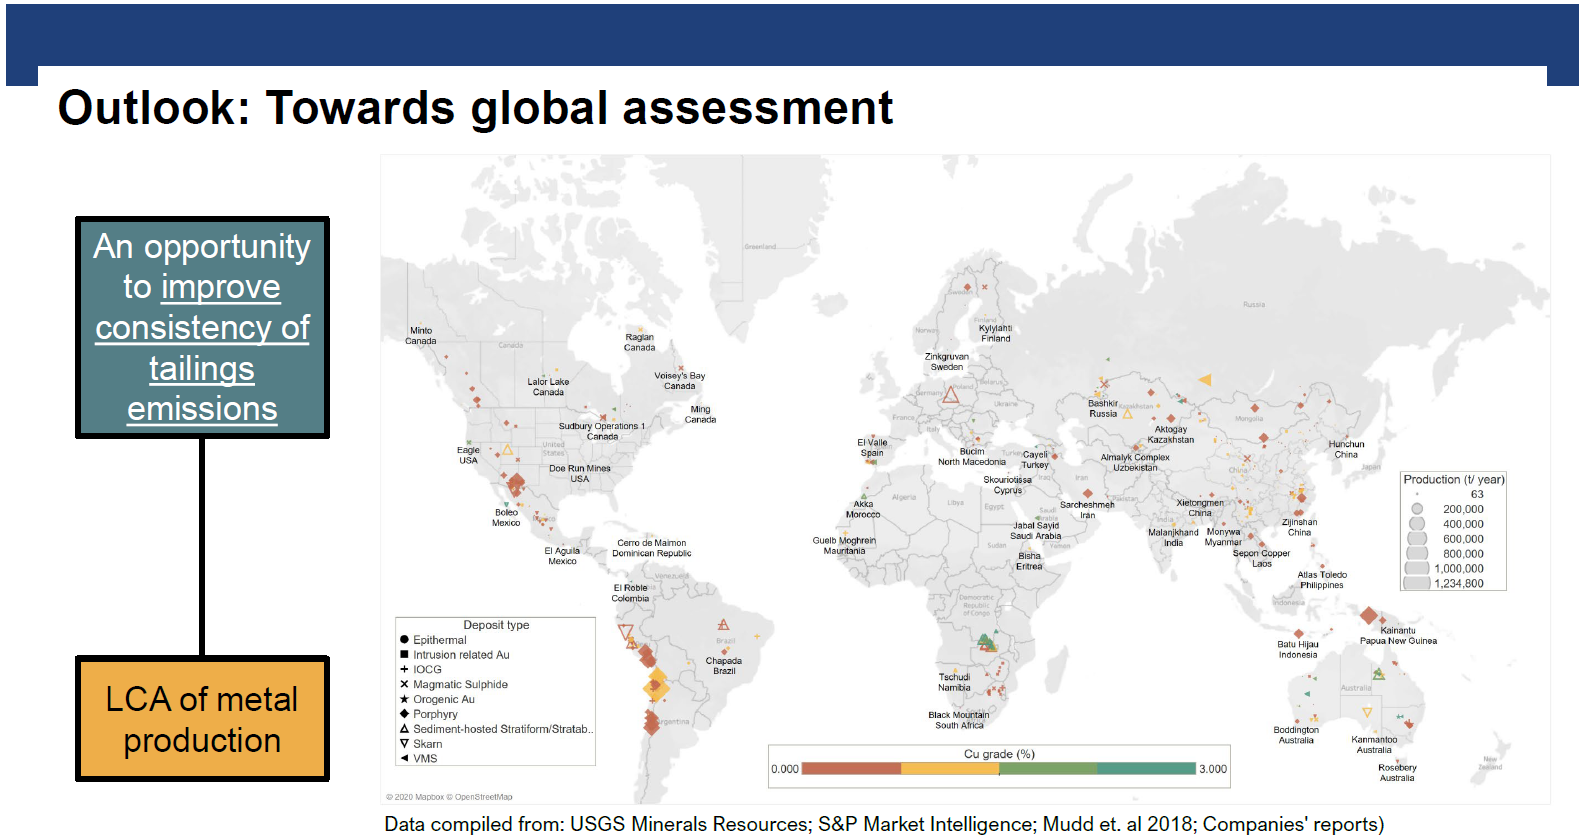 Outlook: Towards global assessment
An opportunity
to improve
consistency of
tailings
emissions
LCA of metal
production
Greenland
Russia
Sweden
Norway
Finland
Kylylahti
Finland
Zinkgruvan
Sweden
Minto
Canada
Canada
Raglan
Canada
Voisey's Bay
Canada
Lalor Lake
Canada
Ming
Canada
Sudbury Operations 1
Canada
Eagle
USA
United
States
Doe Run Mines
USA
Boleo
Mexico
Mexico
El Aguila
Mexico
Cerro de Maimon
Dominican Republic
Venezuela
El Roble
Colombia
Brazil
Chapada
Brazil
Argentina
Germany
Poland
Belarus
Ukraine
France
Italy
El Valle
Spain
Bucim
North Macedonia
Turkey
Cayeli
Turkey
Skouriotissa
Cyprus
Iraq
Iran
Sarcheshmeh
Iran
Bashkir
Russia
Kazakhstan
Aktogay
Kazakhstan
Almalyk Complex
Uzbekistan
Mongolia
China
Hunchun
China
Japan
Pakistan
Xietongmen
China
India
Malanjkhand
India
Monywa
Myanmar
Zijinshan
China
Sepon Copper
Laos
Atlas Toledo
Philippines
Algeria
Libya
Egypt
Akka
Morocco
Saudi
Arabia
Jabal Sayid
Saudi Arabia
Guelb Moghrein
Mauritania
Sudan
Yemen
Bisha
Eritrea
Democratic
Republic
of Congo
Tschudi
Namibia
South
Black Mountain
South Africa
Indonesia
Batu Hijau
Indonesia
Kainantu
Papua New Guinea
Australia
Boddington
Australia
Kanmantoo
Australia
Rosebery
Australia
New
Zealand
Production (t/ year)
63
200,000
400,000
600,000
800,000
1,000,000
1,234,800
Deposit type
Epithermal
Intrusion related Au
IOCG
Magmatic Sulphide
Orogenic Au
Porphyry
Sediment-hosted Stratiform/Stratab..
Skarn
VMS
Cu grade (%)
0.000
3.000
© 2020 Mapbox © OpenStreetMap
Data compiled from: USGS Minerals Resources; S&P Market Intelligence; Mudd et. al 2018; Companies' reports)